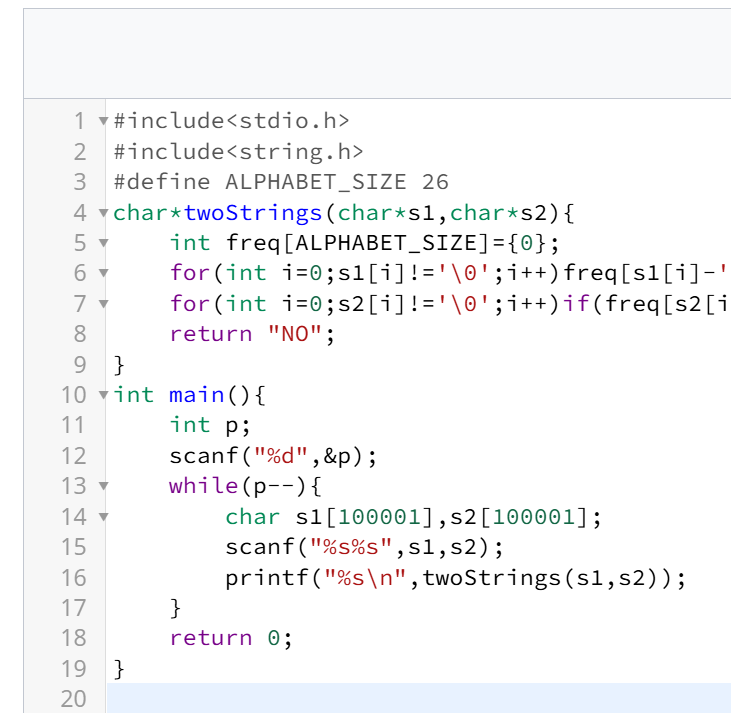 1 #include<stdio.h>
2 #include<string.h>
3 #define ALPHABET_SIZE 26
4 char*twoStrings(char*s1,char*s2){
5     int freq[ALPHABET_SIZE]={0};
6     for(int i=0;s1[i]!='\0';i++)freq[s1[i]-'
7     for(int i=0;s2[i]!='\0';i++)if(freq[s2[i
8     return "NO";
9 }
10 int main(){
11     int p;
12     scanf("%d",&p);
13     while(p--){
14         char s1[100001],s2[100001];
15         scanf("%s%s",s1,s2);
16         printf("%s\n",twoStrings(s1,s2));
17     }
18     return 0;
19 }
20